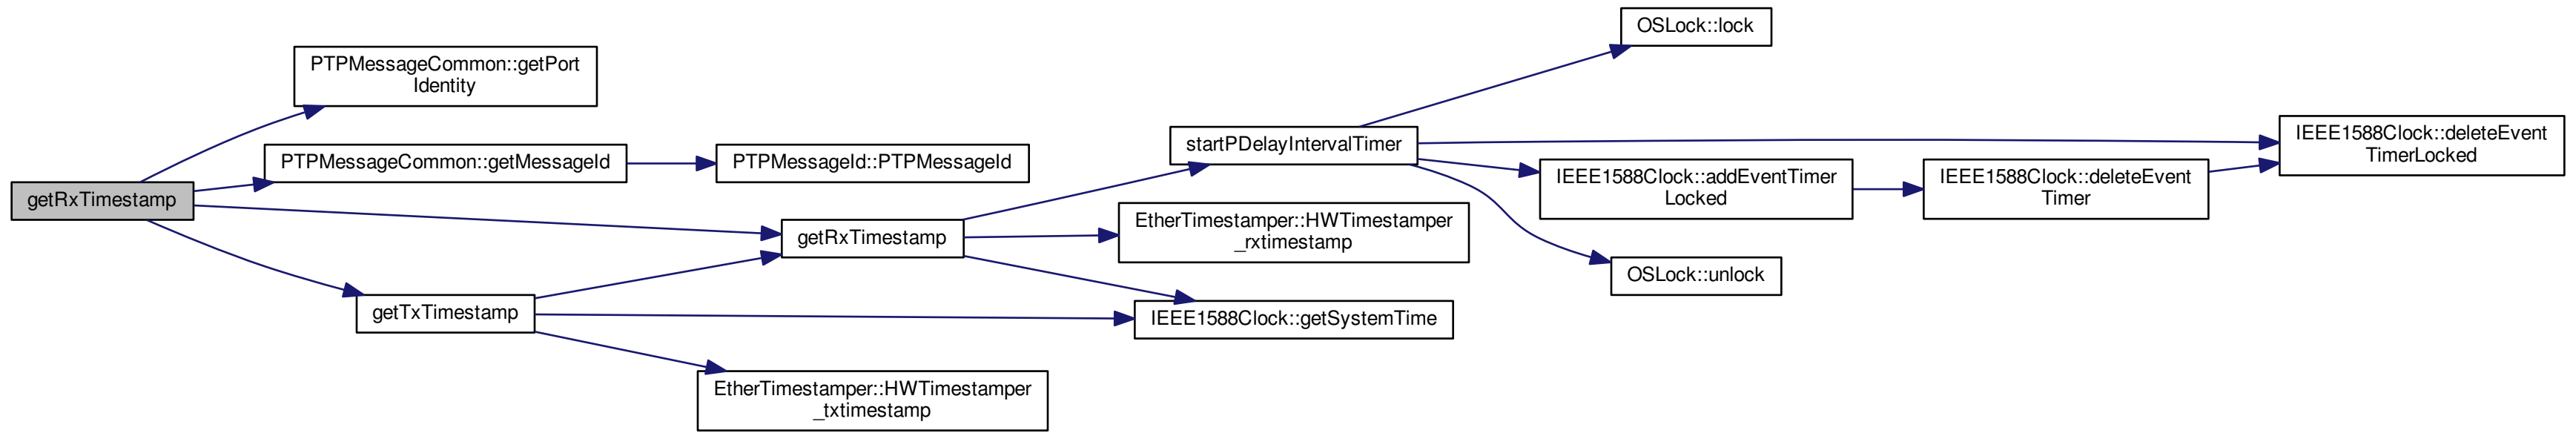 getRxTimestamp
PTPMessageCommon::getPort
Identity
PTPMessageCommon::getMessageId
PTPMessageId::PTPMessageId
getRxTimestamp
getTxTimestamp
EtherTimestamper::HWTimestamper
_txtimestamp
startPDelayIntervalTimer
EtherTimestamper::HWTimestamper
_rxtimestamp
IEEE1588Clock::getSystemTime
OSLock::lock
IEEE1588Clock::addEventTimer
Locked
OSLock::unlock
IEEE1588Clock::deleteEvent
Timer
IEEE1588Clock::deleteEvent
TimerLocked